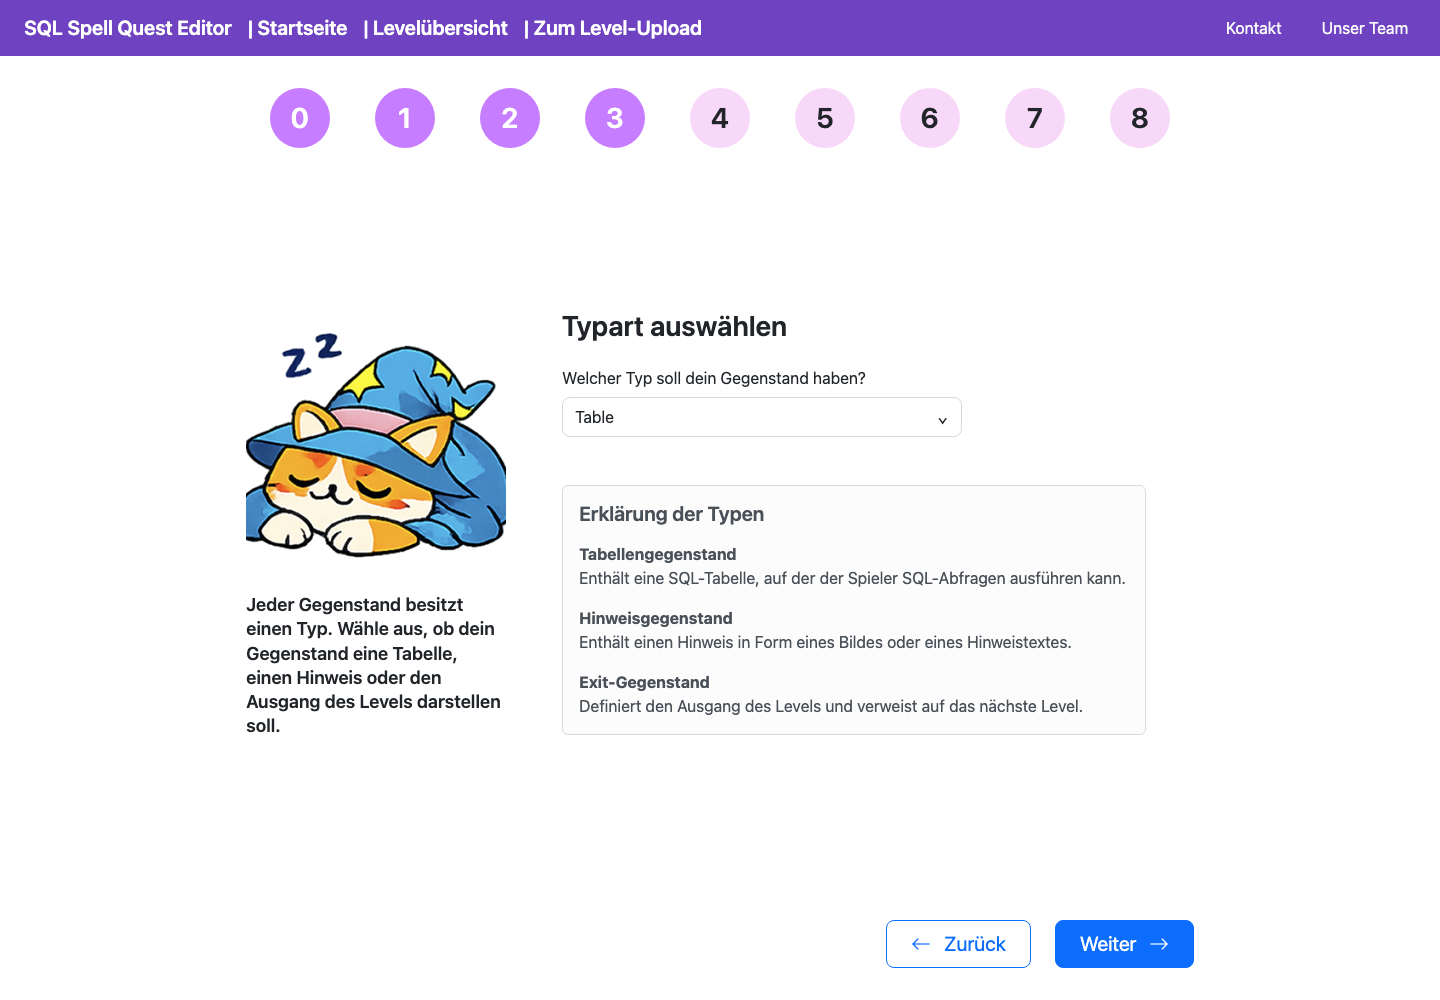 SQL Spell Quest Editor | Startseite | Levelübersicht | Zum Level-Upload Kontakt Unser Team
0 1 2 3 4 5 6 7 8
z z
Typart auswählen
Welcher Typ soll dein Gegenstand haben?
Table
Erklärung der Typen
Tabellengegenstand
Enthält eine SQL-Tabelle, auf der der Spieler SQL-Abfragen ausführen kann.
Hinweisgegenstand
Enthält einen Hinweis in Form eines Bildes oder eines Hinweistextes.
Exit-Gegenstand
Definiert den Ausgang des Levels und verweist auf das nächste Level.
Jeder Gegenstand besitzt
einen Typ. Wähle aus, ob dein
Gegenstand eine Tabelle,
einen Hinweis oder den
Ausgang des Levels darstellen
soll.
← Zurück Weiter →